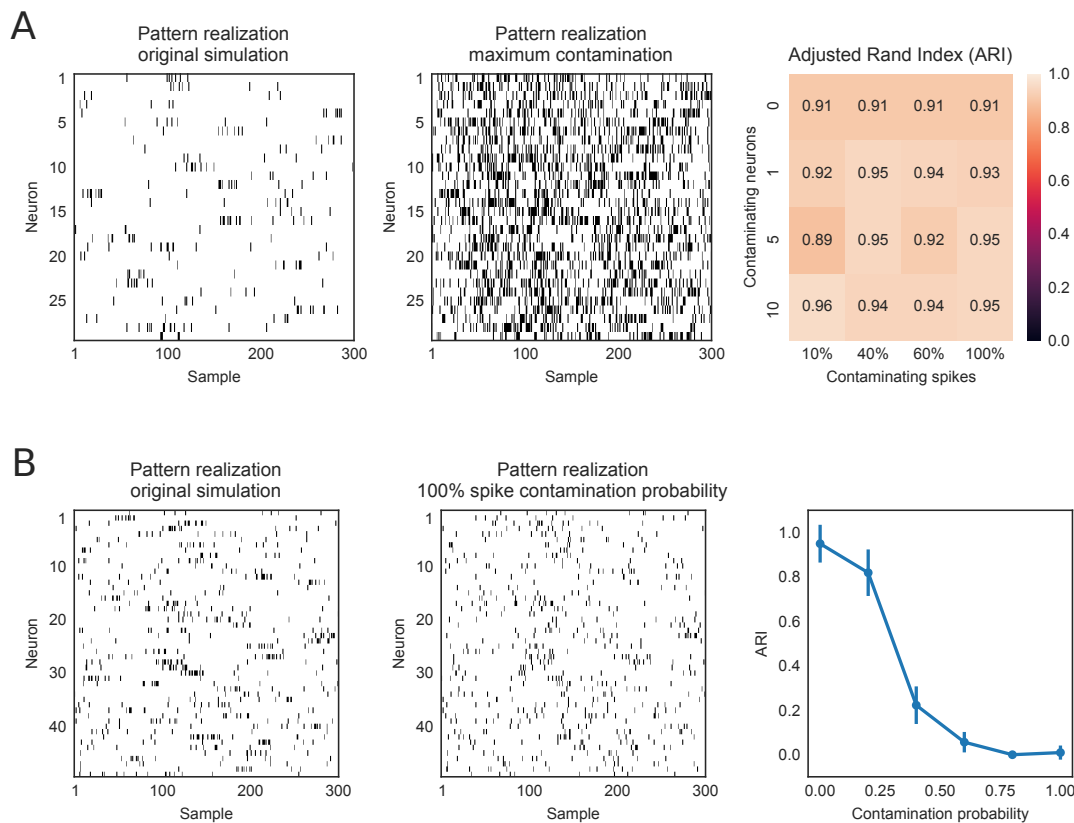 A
Pattern realization
original simulation
Pattern realization
maximum contamination
Adjusted Rand Index (ARI)
Neuron
1
5
10
15
20
25
1
100
200
300
Sample
Neuron
1
5
10
15
20
25
1
100
200
300
Sample
Contaminating neurons
0
0.91 0.91 0.91 0.91
1
0.92 0.95 0.94 0.93
5
0.89 0.95 0.92 0.95
10
0.96 0.94 0.94 0.95
10% 40% 60% 100%
Contaminating spikes
1.0
0.8
0.6
0.4
0.2
0.0
B
Pattern realization
original simulation
Pattern realization
100% spike contamination probability
Neuron
1
10
20
30
40
1
100
200
300
Sample
Neuron
1
10
20
30
40
1
100
200
300
Sample
ARI
1.0
0.8
0.6
0.4
0.2
0.0
0.00 0.25 0.50 0.75 1.00
Contamination probability